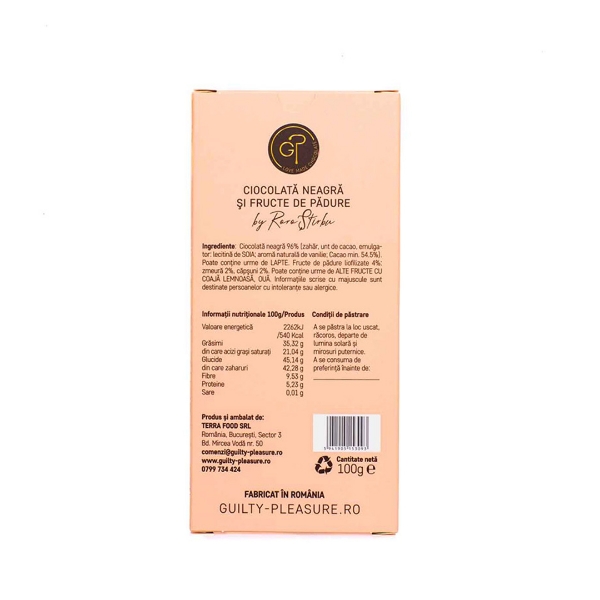 GP
CIOCOLATĂ NEAGRĂ
ŞI FRUCTE DE PĂDURE
by Rara Știrbu
Ingrediente: Ciocolată neagră 96% (zahăr, unt de cacao, emulga-
tor: lecitină de SOIA; aromă naturală de vanilie; Cacao min. 54.5%).
Poate conține urme de LAPTE. Fructe de pădure liofilizate 4%:
zmeură 2%, căpșuni 2%. Poate conține urme de ALTE FRUCTE CU
COAJĂ LEMNOASĂ, OUĂ. Informațiile scrise cu majuscule sunt
destinate persoanelor cu intoleranțe sau alergice.
Informații nutriționale 100g/Produs
Valoare energetică 2262kJ
/540 Kcal
Grăsimi 35,32 g
din care acizi grași saturați 21,04 g
Glucide 45,14 g
din care zaharuri 42,28 g
Fibre 9.53 g
Proteine 5,23 g
Sare 0,01 g
Condiții de păstrare
A se păstra la loc uscat,
răcoros, departe de
lumina solară și
mirosuri puternice.
A se consuma de
preferință înainte de:
Produs și ambalat de:
TERRA FOOD SRL
România, București, Sector 3
Bd. Mircea Vodă nr. 50
comenzi@guilty-pleasure.ro
www.guilty-pleasure.ro
0799 734 424
Cantitate netă
100g e
FABRICAT ÎN ROMÂNIA
GUILTY-PLEASURE.RO